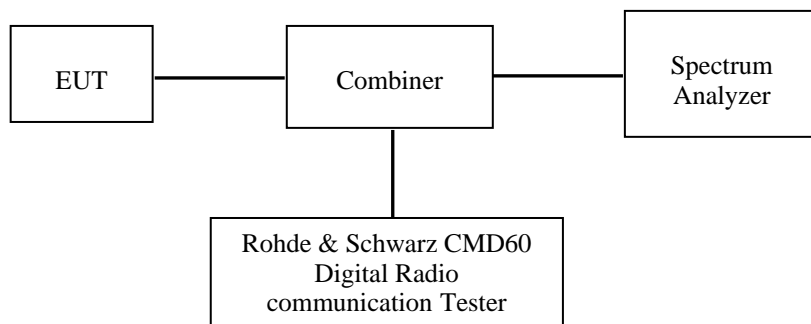 EUT
Combiner
Spectrum
Analyzer
Rohde & Schwarz CMD60
Digital Radio
communication Tester